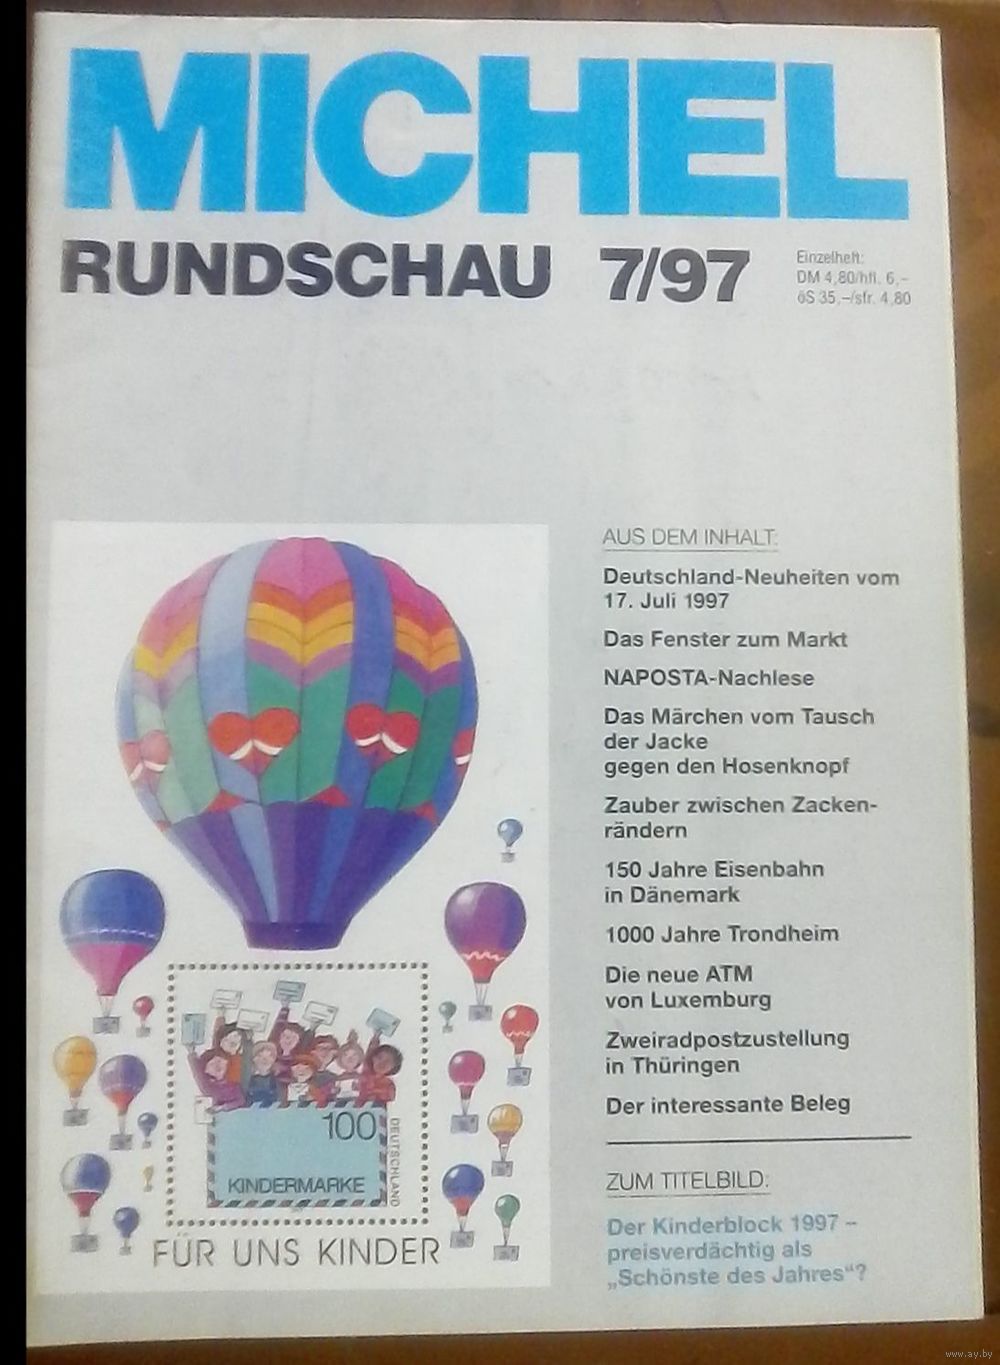 MICHEL
RUNDSCHAU 7/97
Einzelheft:
DM 4,80/hfl. 6,–
öS 35,–/sfr. 4,80
AUS DEM INHALT:
Deutschland-Neuheiten vom
17. Juli 1997
Das Fenster zum Markt
NAPOSTA-Nachlese
Das Märchen vom Tausch
der Jacke
gegen den Hosenknopf
Zauber zwischen Zacken-
rändern
150 Jahre Eisenbahn
in Dänemark
1000 Jahre Trondheim
Die neue ATM
von Luxemburg
Zweiradpostzustellung
in Thüringen
Der interessante Beleg
ZUM TITELBILD:
Der Kinderblock 1997 –
preisverdächtig als
„Schönste des Jahres“?
100
DEUTSCHLAND
KINDERMARKE
FÜR UNS KINDER
www.ay.by